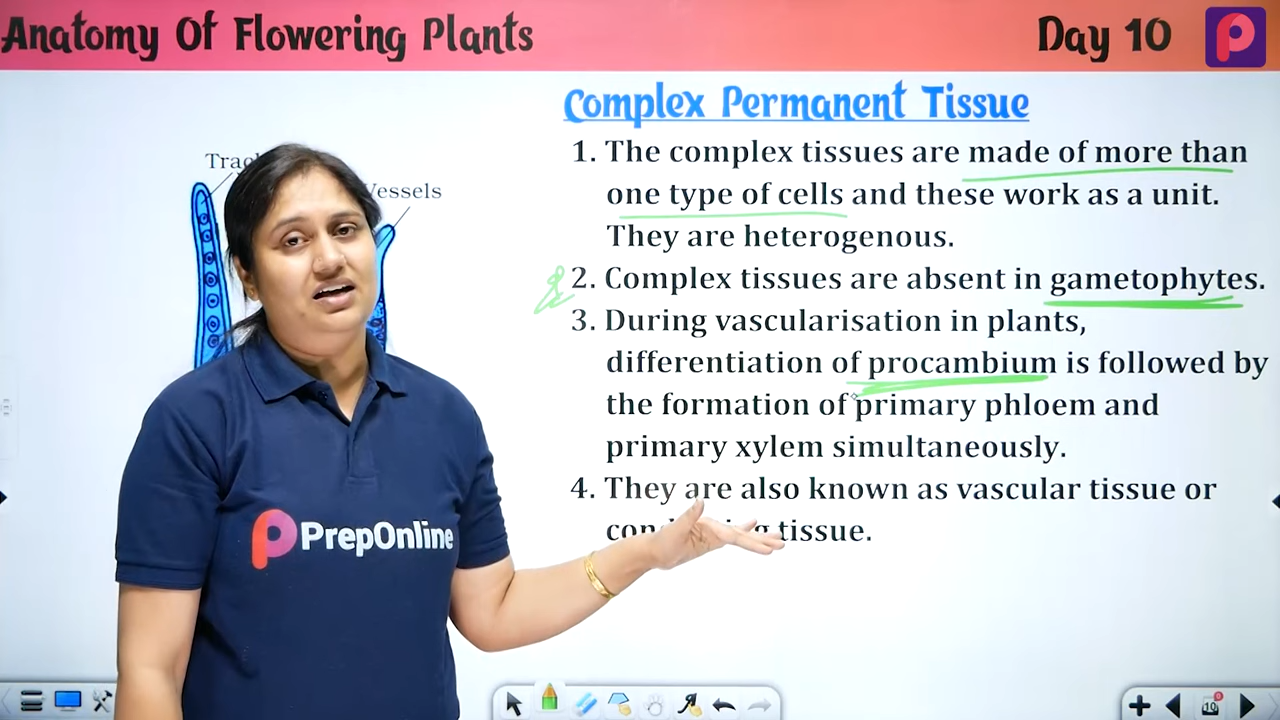 Anatomy Of Flowering Plants
Day 10
Complex Permanent Tissue
Vessels
1. The complex tissues are made of more than
one type of cells and these work as a unit.
They are heterogenous.
2. Complex tissues are absent in gametophytes.
3. During vascularisation in plants,
differentiation of procambium is followed by
the formation of primary phloem and
primary xylem simultaneously.
4. They are also known as vascular tissue or
tissue.
PrepOnline
10